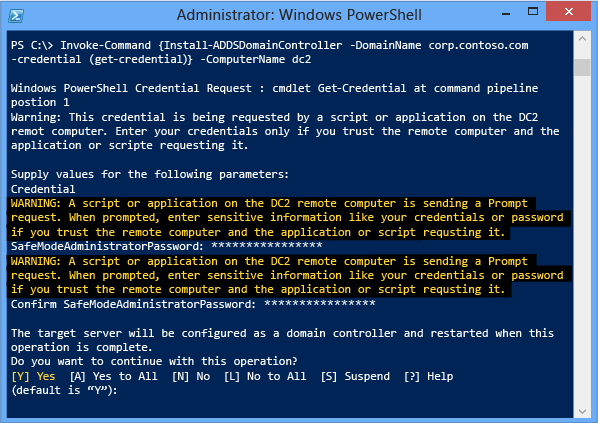 Administrator: Windows PowerShell
PS C:\> Invoke-Command {Install-ADDSDomainController -DomainName corp.contoso.com
-credential (get-credential)} -ComputerName dc2
Windows PowerShell Credential Request : cmdlet Get-Credential at command pipeline
postion 1
Warning: This credential is being requested by a script or application on the DC2
remot computer. Enter your credentials only if you trust the remote computer and the
application or scripte requesting it.
Supply values for the following parameters:
Credential
WARNING: A script or application on the DC2 remote computer is sending a Prompt
request. When prompted, enter sensitive information like your credentials or password
if you trust the remote computer and the application or script requsting it.
SafeModeAdministratorPassword: ****************
WARNING: A script or application on the DC2 remote computer is sending a Prompt
request. When prompted, enter sensitive information like your credentials or password
if you trust the remote computer and the application or script requsting it.
Confirm SafeModeAdministratorPassword: ****************
The target server will be configured as a domain controller and restarted when this
operation is complete.
Do you want to continue with this operation?
[Y] Yes  [A] Yes to All  [N] No  [L] No to All  [S] Suspend  [?] Help
(default is “Y”):